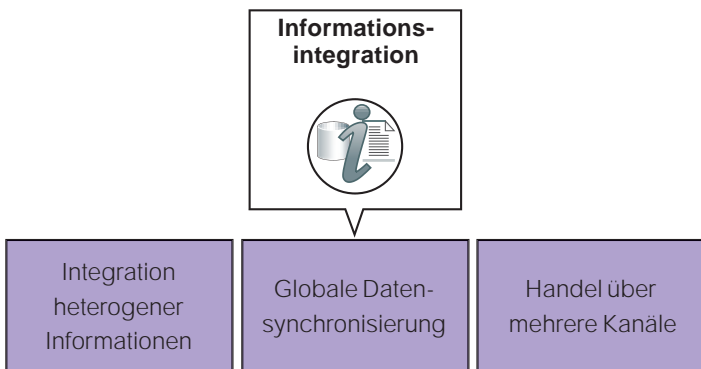 Informations-
integration
Integration
heterogener
Informationen
Globale Daten-
synchronisierung
Handel über
mehrere Kanäle